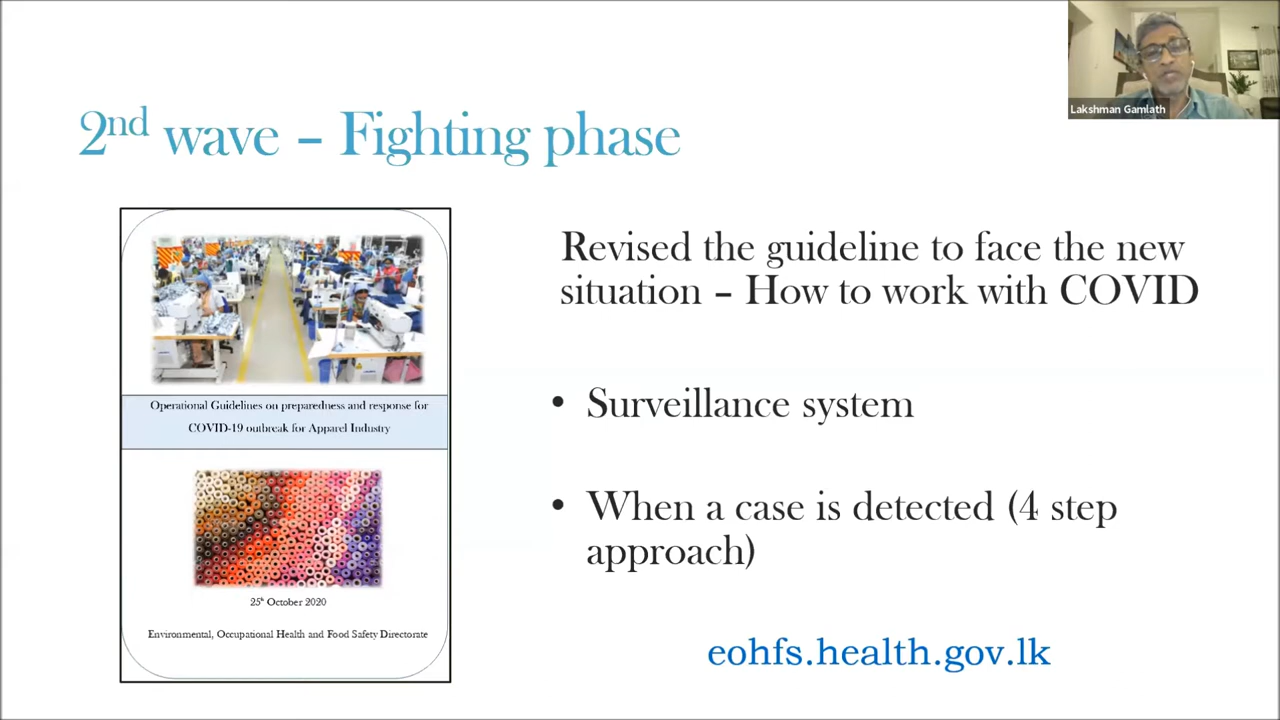 Lakshman Gamlath
2nd wave – Fighting phase
Operational Guidelines on preparedness and response for
COVID-19 outbreak for Apparel Industry
25th October 2020
Environmental, Occupational Health and Food Safety Directorate
Revised the guideline to face the new
situation – How to work with COVID
• Surveillance system
• When a case is detected (4 step
approach)
eohfs.health.gov.lk